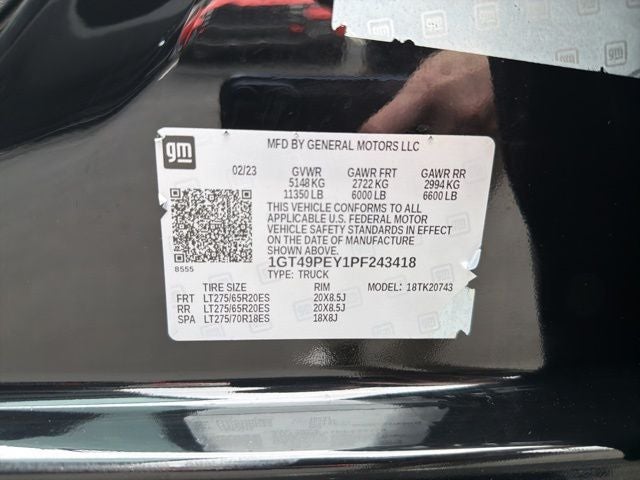 gm
MFD BY GENERAL MOTORS LLC
02/23 GVWR GAWR FRT GAWR RR
5148 KG 2722 KG 2994 KG
11350 LB 6000 LB 6600 LB
THIS VEHICLE CONFORMS TO ALL
APPLICABLE U.S. FEDERAL MOTOR
VEHICLE SAFETY STANDARDS IN EFFECT
ON THE DATE OF MANUFACTURE
SHOWN ABOVE.
1GT49PEY1PF243418
8555 TYPE: TRUCK
TIRE SIZE RIM MODEL: 18TK20743
FRT LT275/65R20ES 20X8.5J
RR LT275/65R20ES 20X8.5J
SPA LT275/70R18ES 18X8J